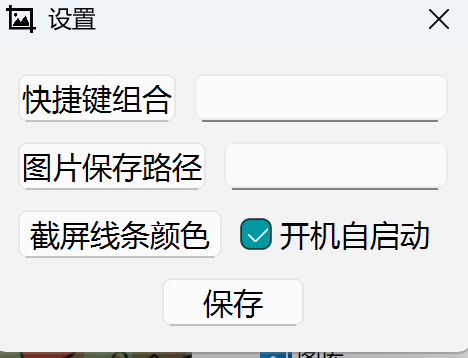 设置
快捷键组合
图片保存路径
截屏线条颜色 开机自启动
保存